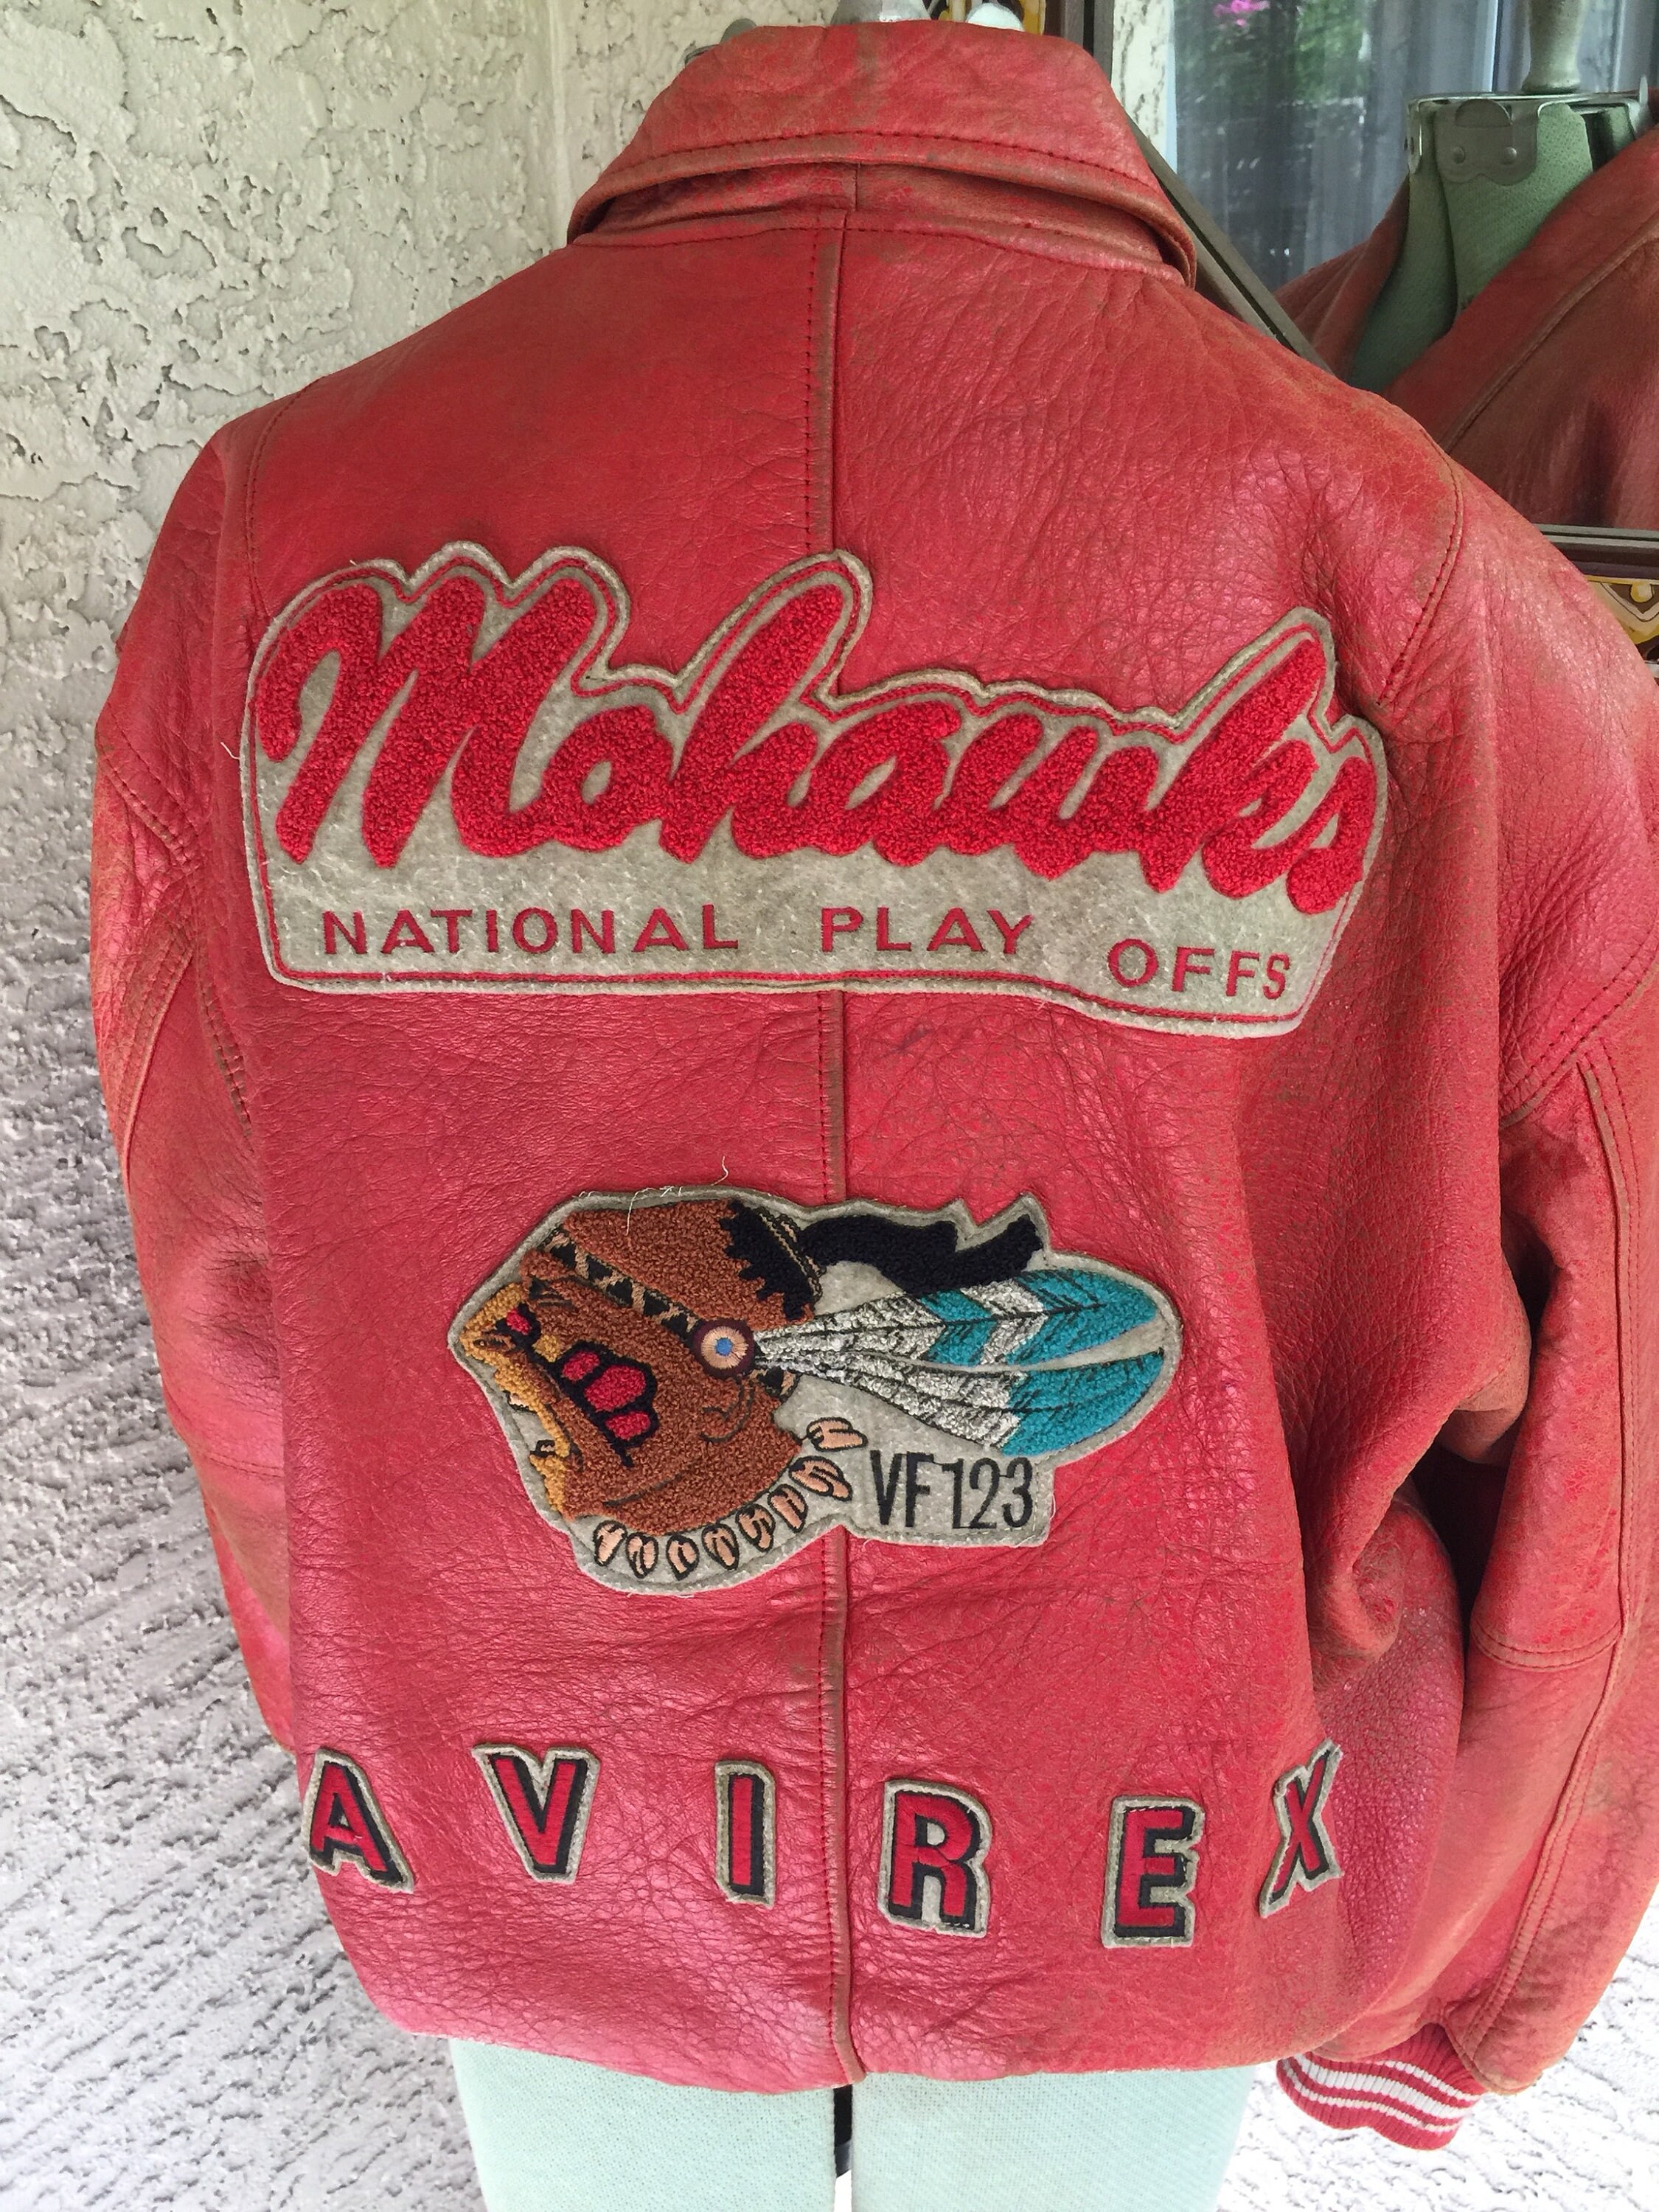 Mohawks
NATIONAL PLAY OFFS
VF 123
AVIREX